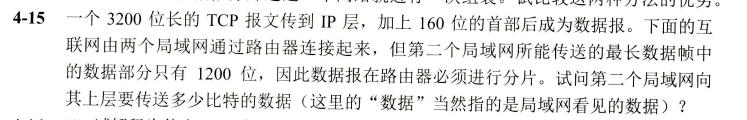 4-15 一个 3200 位长的 TCP 报文传到 IP 层，加上 160 位的首部后成为数据报。下面的互
联网由两个局域网通过路由器连接起来，但第二个局域网所能传送的最长数据帧中
的数据部分只有 1200 位，因此数据报在路由器必须进行分片。试问第二个局域网向
其上层要传送多少比特的数据（这里的“数据”当然指的是局域网看见的数据）？